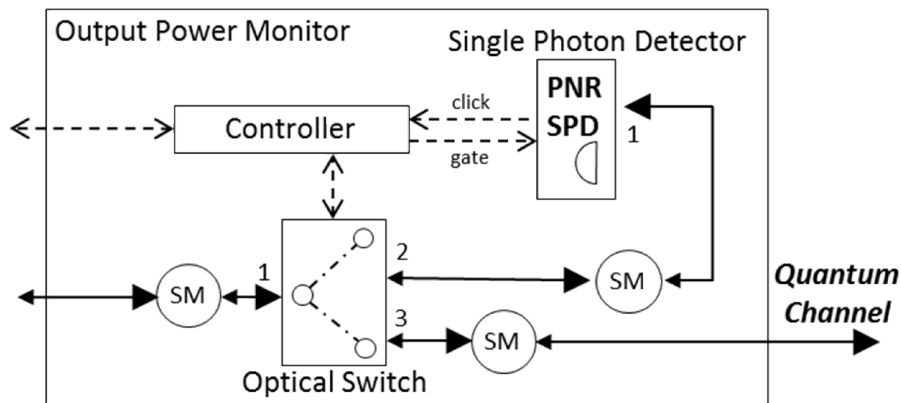 Output Power Monitor
Single Photon Detector
PNR
SPD
1
click
Controller
gate
1
2
SM
SM
3
SM
Quantum
Channel
Optical Switch